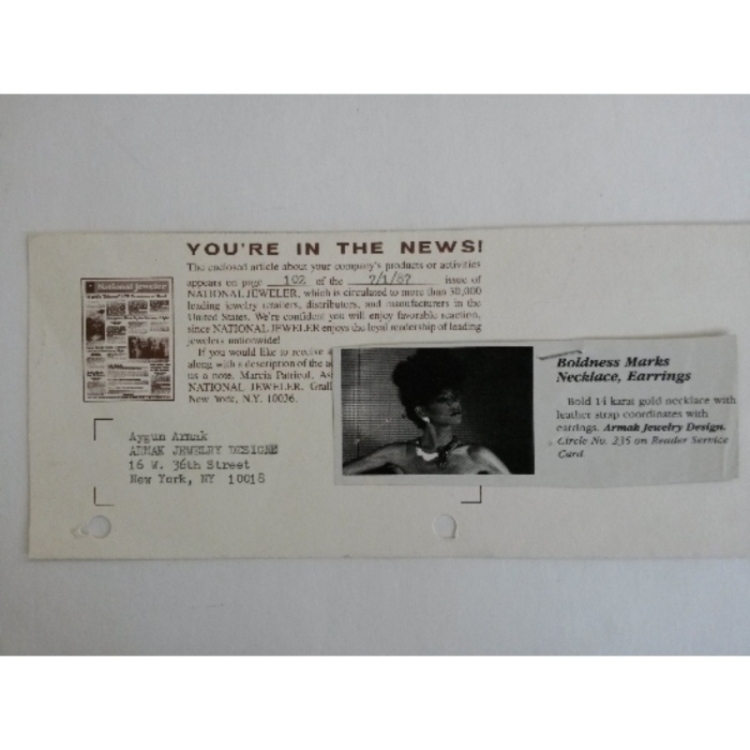 YOU'RE IN THE NEWS!
The enclosed article about your company's products or activities
appears on page 102 of the 7/1/87 issue of
NATIONAL JEWELER, which is circulated to more than 30,000
leading jewelry retailers, distributors, and manufacturers in the
United States. We're confident you will enjoy favorable reaction,
since NATIONAL JEWELER enjoys the loyal readership of leading
jewelers nationwide!
If you would like to receive
along with a description of the
us a note. Marcia
NATIONAL JEWELER, Gral
New York, N.Y. 10036.
National Jeweler
Aygun Armak
ARMAK JEWELRY DESIGNS
16 W. 36th Street
New York, NY 10018
Boldness Marks
Necklace, Earrings
Bold 14 karat gold necklace with
leather strap coordinates with
earrings. Armak Jewelry Design.
Circle No. 235 on Reader Service
Card